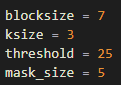 blocksize = 7
ksize = 3
threshold = 25
mask_size = 5